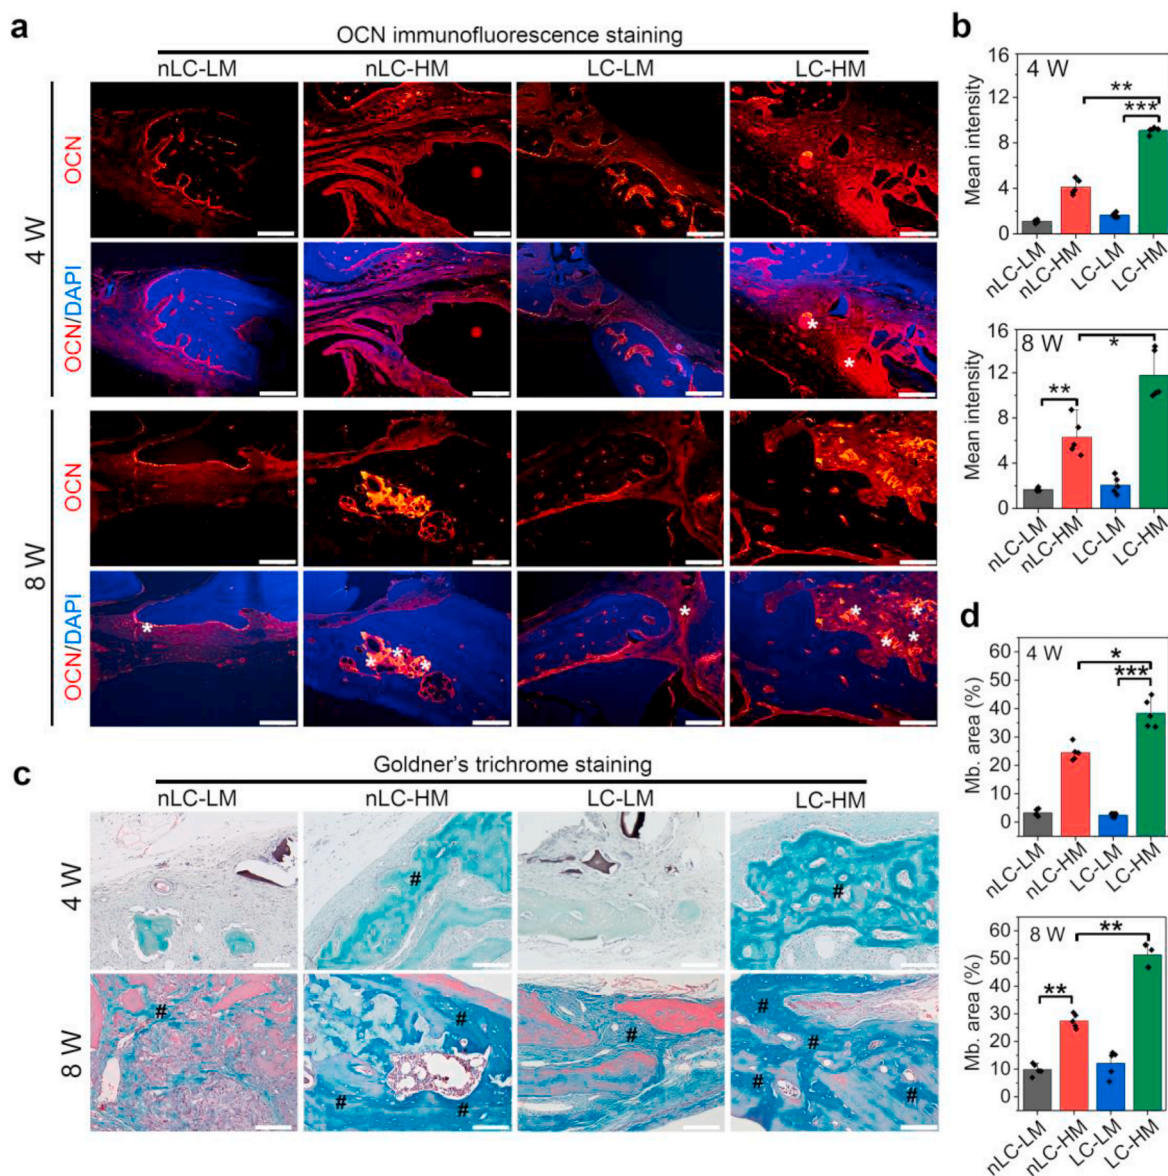 a
OCN immunofluorescence staining
nLC-LM nLC-HM LC-LM LC-HM
4 W
OCN
OCN/DAPI
*
*
8 W
OCN
OCN/DAPI
* * * * * * * * *
b
4 W
Mean intensity
16
12
8
4
0
**
***
nLC-LM nLC-HM LC-LM LC-HM
8 W
Mean intensity
16
12
8
4
0
**
*
nLC-LM nLC-HM LC-LM LC-HM
c
Goldner's trichrome staining
nLC-LM nLC-HM LC-LM LC-HM
4 W
# #
8 W
# # # # # # # # #
d
4 W
Mb. area (%)
60
50
40
30
20
10
0
*
***
nLC-LM nLC-HM LC-LM LC-HM
8 W
Mb. area (%)
60
50
40
30
20
10
0
**
**
nLC-LM nLC-HM LC-LM LC-HM